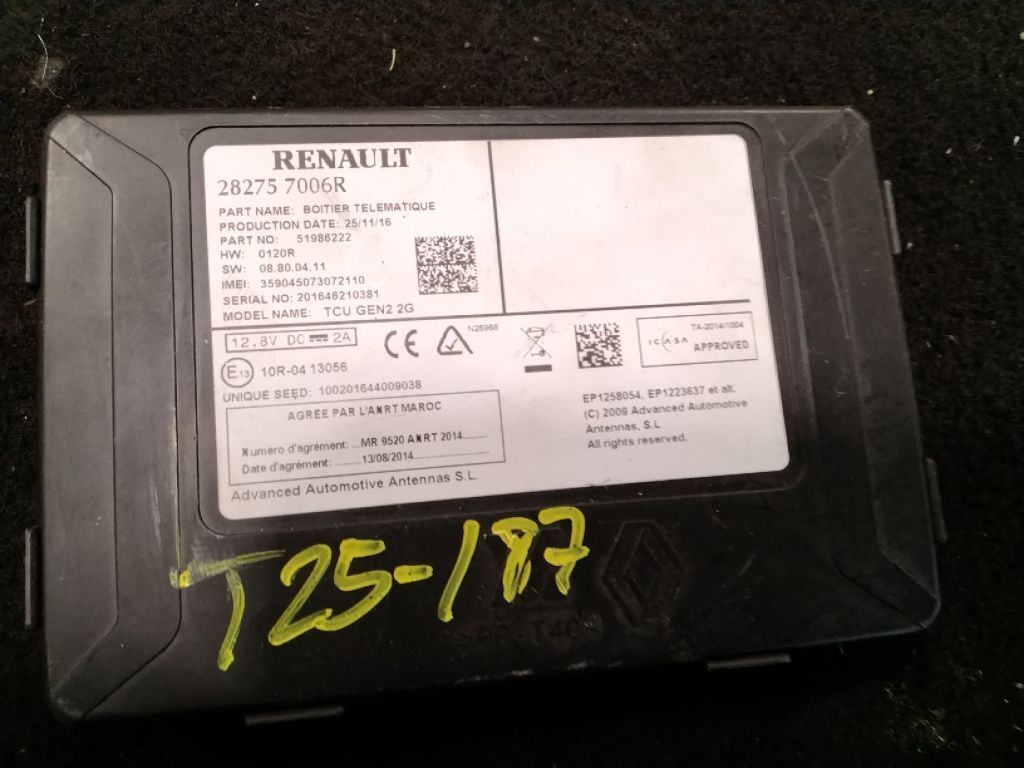 RENAULT
28275 7006R
PART NAME: BOITIER TELEMATIQUE
PRODUCTION DATE: 25/11/16
PART NO: 51986222
HW: 0120R
SW: 08.80.04.11
IMEI: 359045073072110
SERIAL NO: 201646210381
MODEL NAME: TCU GEN2 2G
12.8V DC 2A
CE
N26968
TA-2014/1004
ICASA APPROVED
E13 10R-04 13056
UNIQUE SEED: 100201644009038
AGRÉE PAR L'ANRT MAROC
Numéro d'agrément: ...MR 9520 ANRT 2014.........
Date d'agrément: .........13/08/2014..........................
Advanced Automotive Antennas S.L.
EP1258054, EP1223637 et alt.
(C) 2009 Advanced Automotive
Antennas, S.L
All rights reserved.
T25-187